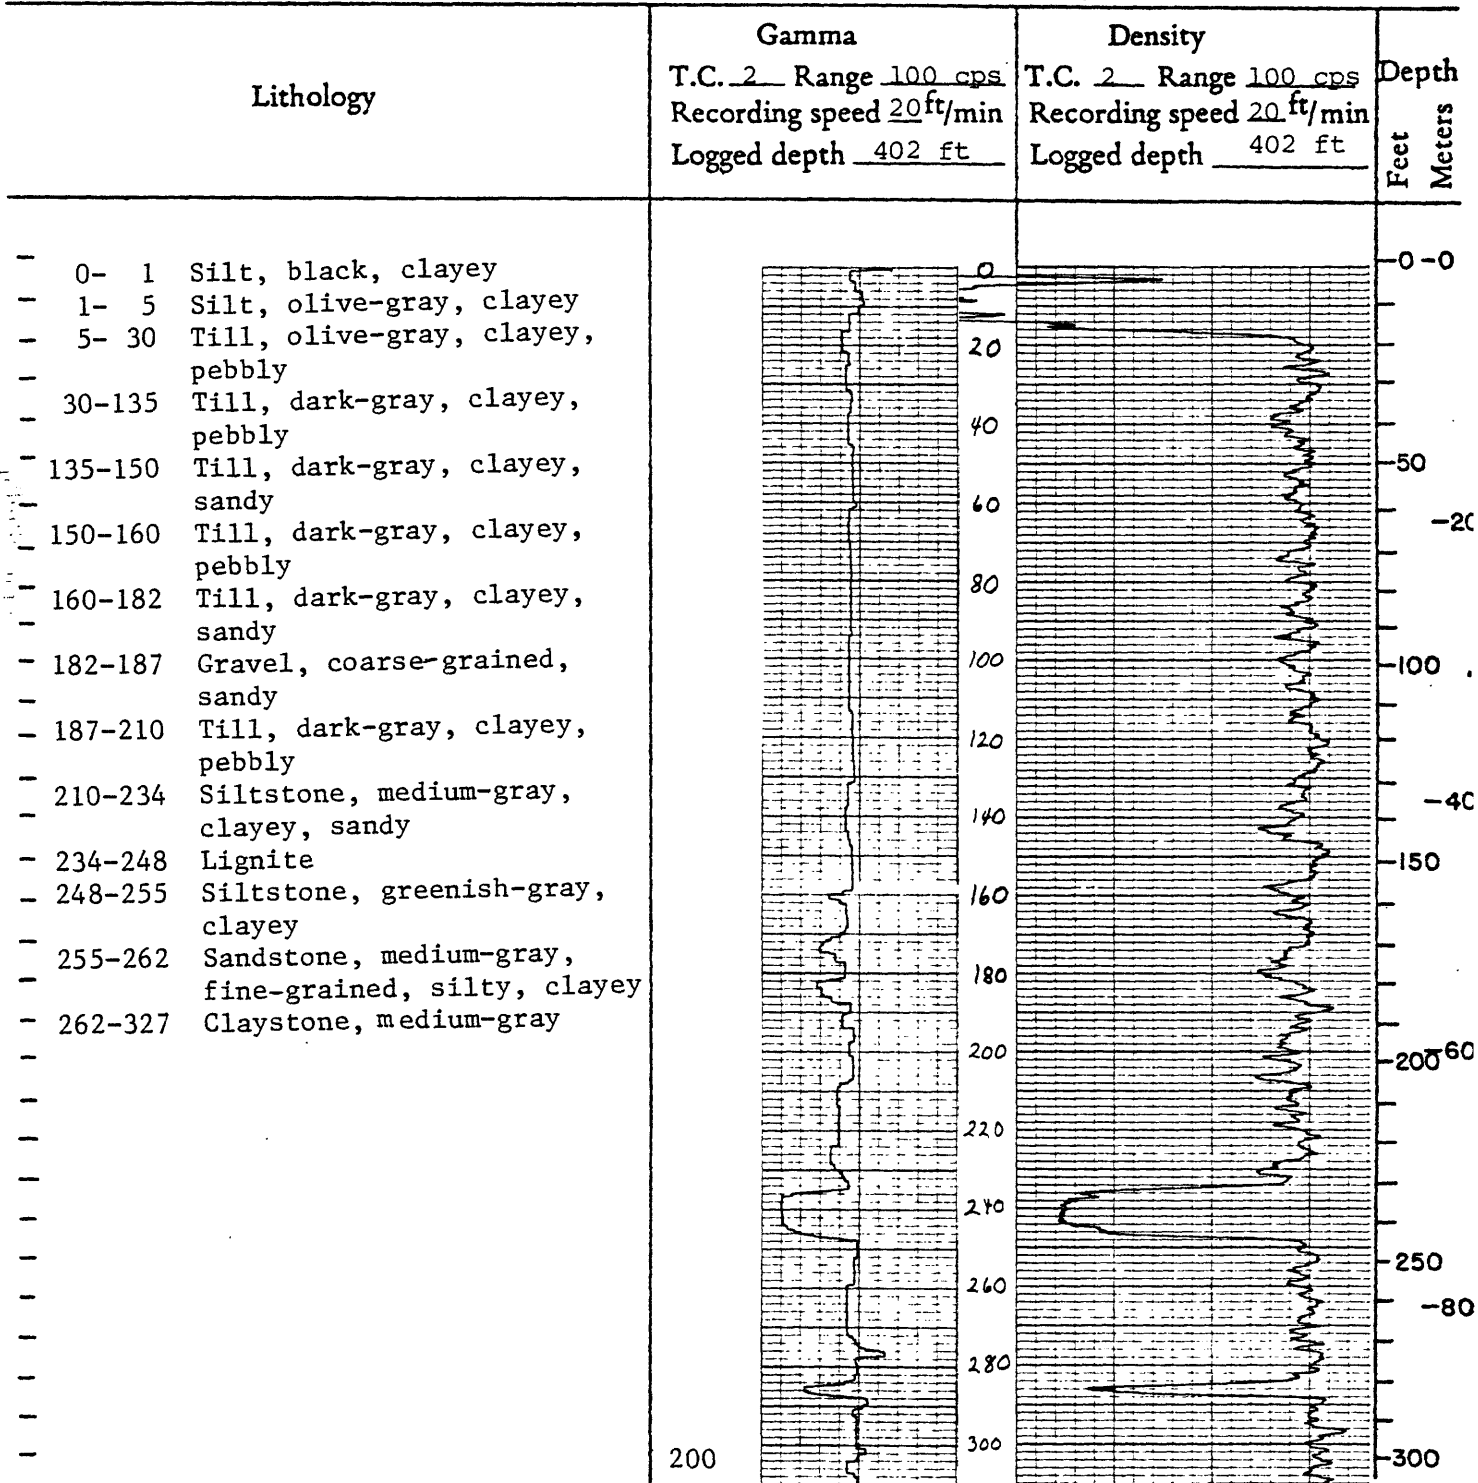 Lithology
Gamma
T.C. 2 Range 100 cps
Recording speed 20 ft/min
Logged depth 402 ft
Density
T.C. 2 Range 100 cps
Recording speed 20 ft/min
Logged depth 402 ft
Depth
Feet
Meters
0- 1 Silt, black, clayey
1- 5 Silt, olive-gray, clayey
5- 30 Till, olive-gray, clayey,
pebbly
30-135 Till, dark-gray, clayey,
pebbly
135-150 Till, dark-gray, clayey,
sandy
150-160 Till, dark-gray, clayey,
pebbly
160-182 Till, dark-gray, clayey,
sandy
182-187 Gravel, coarse-grained,
sandy
187-210 Till, dark-gray, clayey,
pebbly
210-234 Siltstone, medium-gray,
clayey, sandy
234-248 Lignite
248-255 Siltstone, greenish-gray,
clayey
255-262 Sandstone, medium-gray,
fine-grained, silty, clayey
262-327 Claystone, medium-gray
200
0
20
40
60
80
100
120
140
160
180
200
220
240
260
280
300
-0 -0
-50
-20
-100
-40
-150
-200 -60
-250
-80
-300